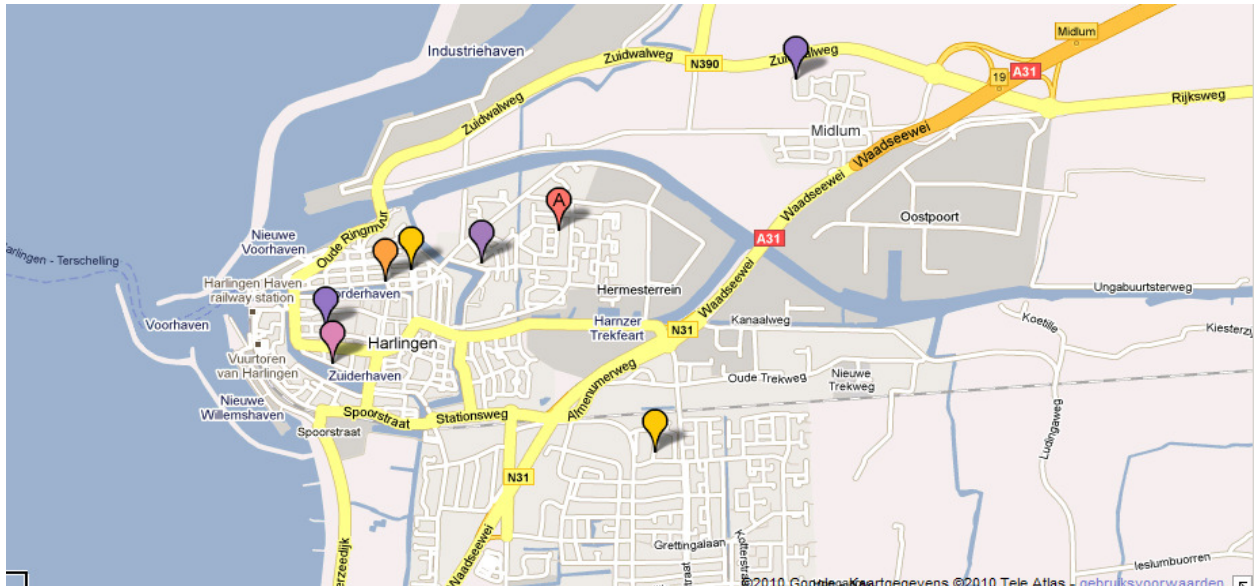 Industriehaven
Zuidwalweg
N390
Zuidwalweg
Midlum
19
A31
Rijksweg
Zuidwalweg
Midlum
Waadseewei
Oude Ringmuur
A
Waadseewei
Oostpoort
Nieuwe
Voorhaven
A31
Harlingen - Terschelling
Harlingen Haven
railway station
Hermesterrein
Waadseewei
Ungabuurtsterweg
Voorhaven
Harnzer
Trekfeart
N31
Kanaalweg
Koetille
Harlingen
Vuurtoren
van Harlingen
Zuiderhaven
Almenumerweg
Oude Trekweg
Nieuwe
Trekweg
Nieuwe
Willemshaven
Spoorstraat
Stationsweg
Spoorstraat
Ludingaweg
N31
Waadseewei
Grettingalaan
©2010 Google - Kaartgegevens ©2010 Tele Atlas - gebruiksvoorwaarden